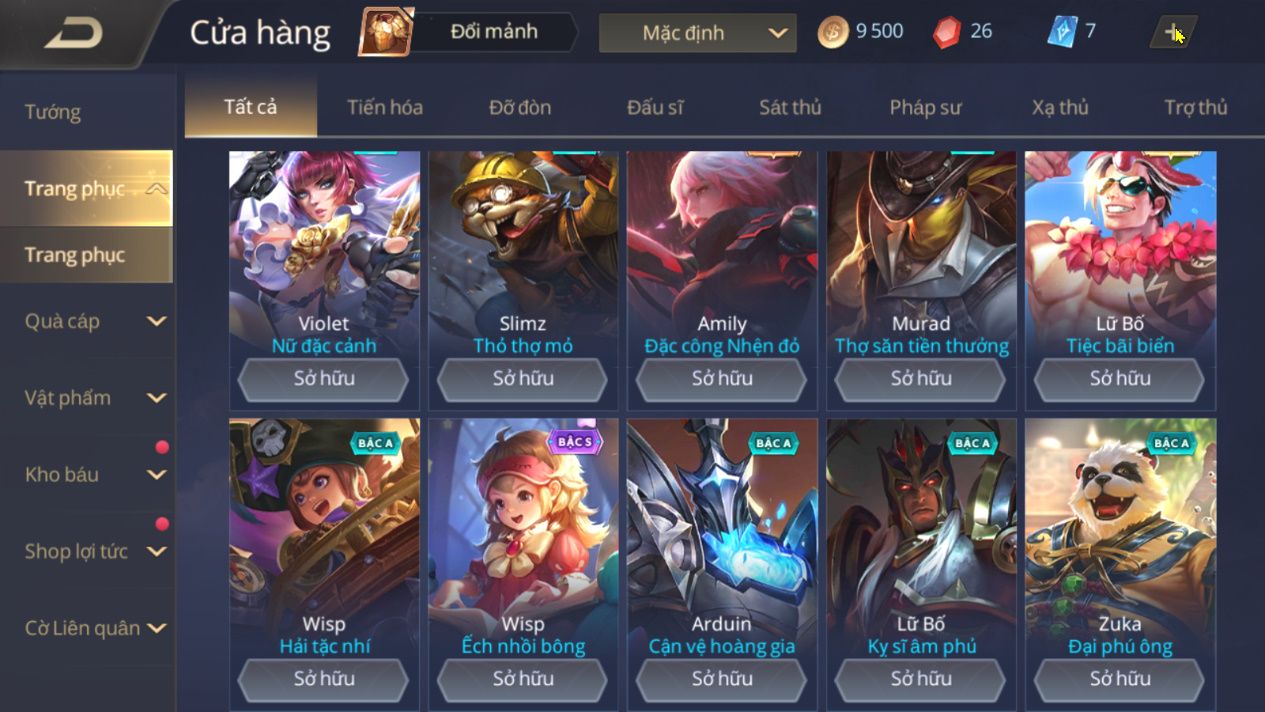 Cửa hàng
Đổi mảnh
Mặc định
9 500
26
7
Tướng
Trang phục
Trang phục
Quà cáp
Vật phẩm
Kho báu
Shop lợi tức
Cờ Liên quân
Tất cả
Tiến hóa
Đỡ đòn
Đấu sĩ
Sát thủ
Pháp sư
Xạ thủ
Trợ thủ
Violet
Nữ đặc cảnh
Sở hữu
Slimz
Thỏ thợ mỏ
Sở hữu
Amily
Đặc công Nhện đỏ
Sở hữu
Murad
Thợ săn tiền thưởng
Sở hữu
Lữ Bố
Tiệc bãi biển
Sở hữu
BẬC A
Wisp
Hải tặc nhí
Sở hữu
BẬC S
Wisp
Ếch nhồi bông
Sở hữu
BẬC A
Arduin
Cận vệ hoàng gia
Sở hữu
BẬC A
Lữ Bố
Kỵ sĩ âm phủ
Sở hữu
BẬC A
Zuka
Đại phú ông
Sở hữu